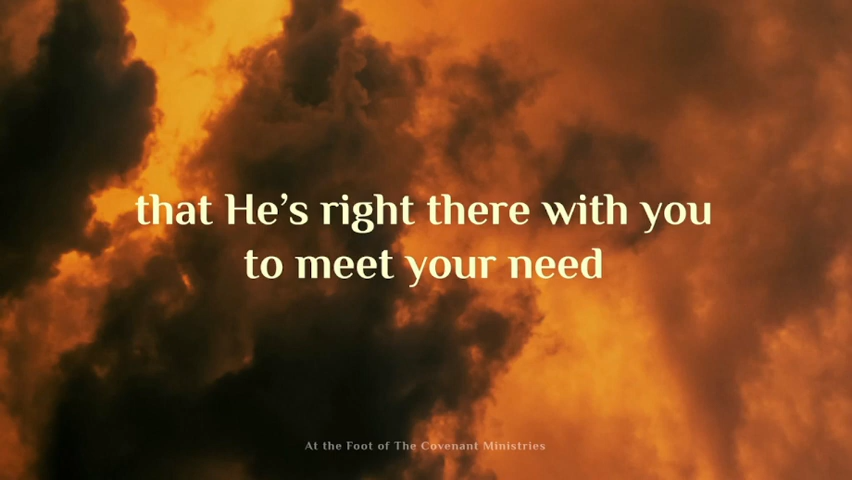 that He’s right there with you
to meet your need
At the Foot of The Covenant Ministries